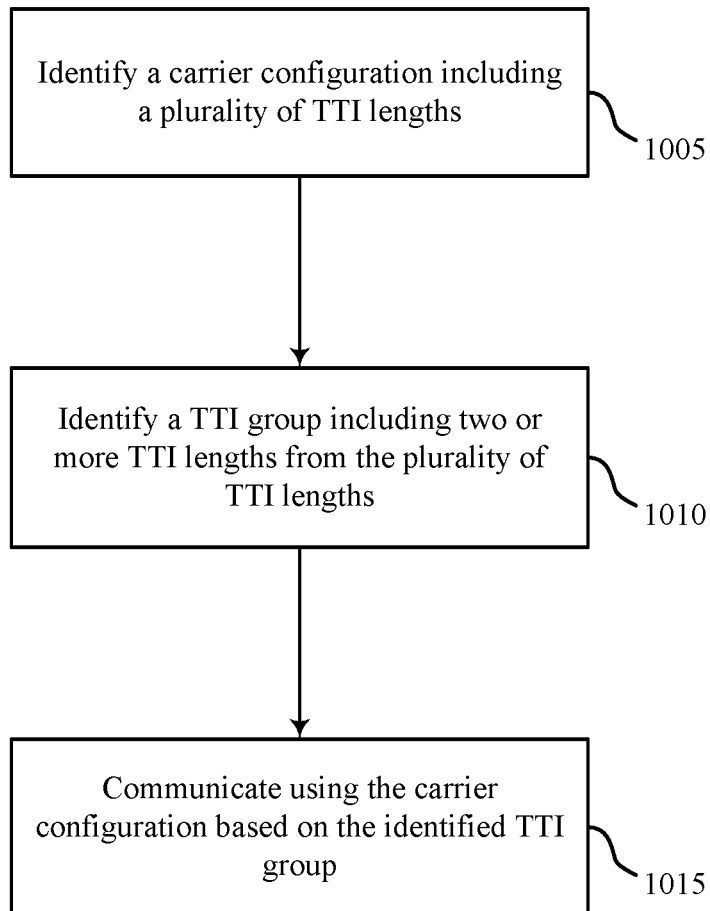 Identify a carrier configuration including
a plurality of TTI lengths
1005
Identify a TTI group including two or
more TTI lengths from the plurality of
TTI lengths
1010
Communicate using the carrier
configuration based on the identified TTI
group
1015